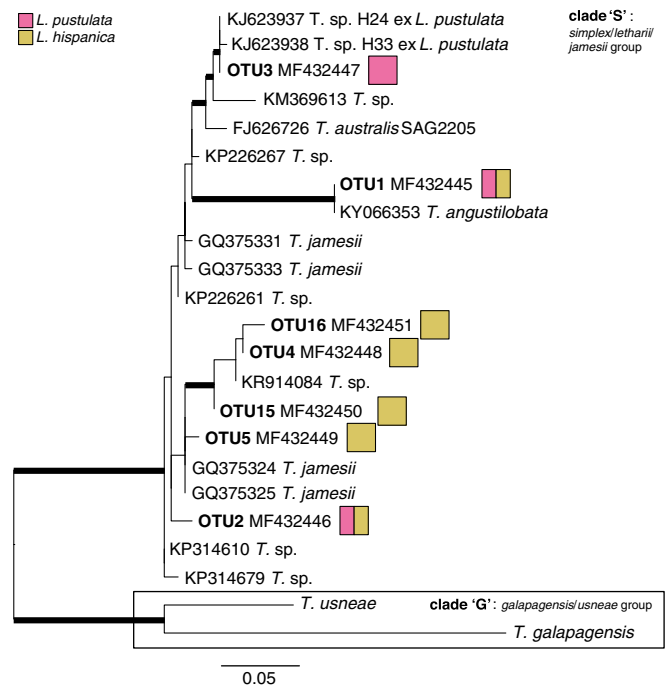 L. pustulata
L. hispanica
clade ‘S’ :
simplex/letharii/
jamesii group
KJ623937 T. sp. H24 ex L. pustulata
KJ623938 T. sp. H33 ex L. pustulata
OTU3 MF432447
KM369613 T. sp.
FJ626726 T. australis SAG2205
KP226267 T. sp.
OTU1 MF432445
KY066353 T. angustilobata
GQ375331 T. jamesii
GQ375333 T. jamesii
KP226261 T. sp.
OTU16 MF432451
OTU4 MF432448
KR914084 T. sp.
OTU15 MF432450
OTU5 MF432449
GQ375324 T. jamesii
GQ375325 T. jamesii
OTU2 MF432446
KP314610 T. sp.
KP314679 T. sp.
T. usneae
clade ‘G’ : galapagensis/usneae group
T. galapagensis
0.05